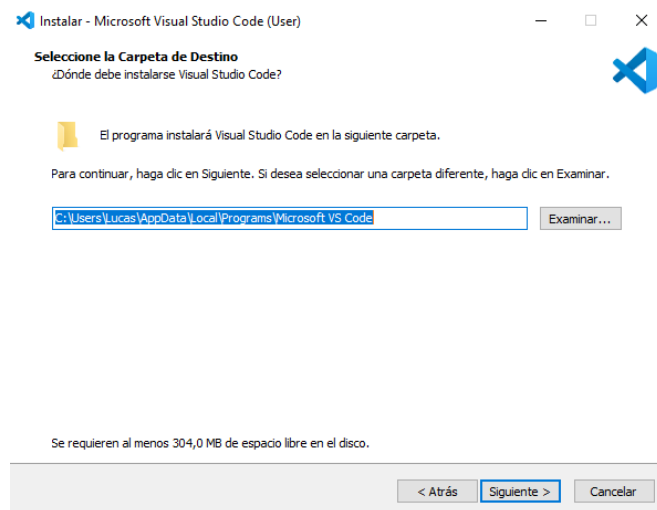 Instalar - Microsoft Visual Studio Code (User)
Seleccione la Carpeta de Destino
¿Dónde debe instalarse Visual Studio Code?
El programa instalará Visual Studio Code en la siguiente carpeta.
Para continuar, haga clic en Siguiente. Si desea seleccionar una carpeta diferente, haga clic en Examinar.
C:\Users\Lucas\AppData\Local\Programs\Microsoft VS Code
Examinar...
Se requieren al menos 304,0 MB de espacio libre en el disco.
< Atrás Siguiente > Cancelar